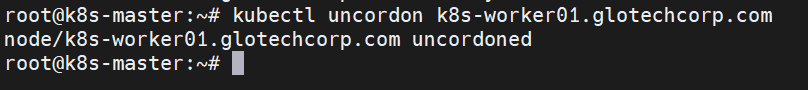 root@k8s-master:~# kubectl uncordon k8s-worker01.glotechcorp.com
node/k8s-worker01.glotechcorp.com uncordoned
root@k8s-master:~#